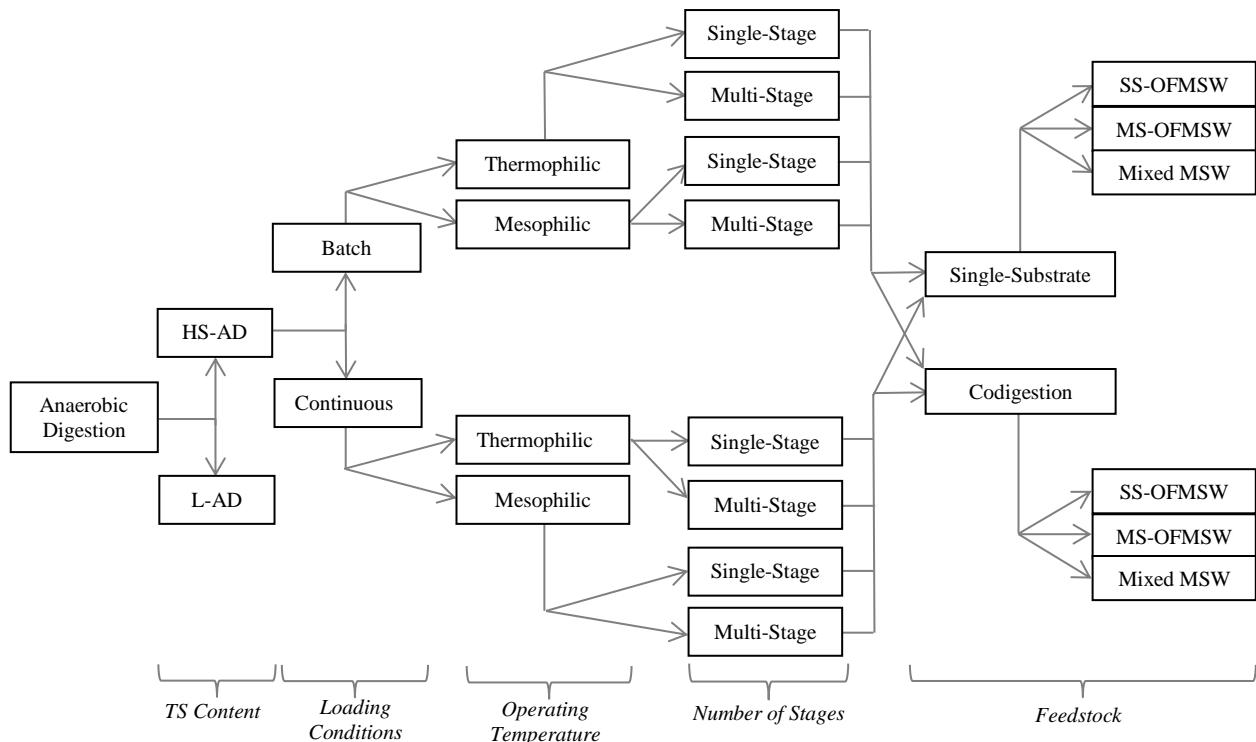 Anaerobic
Digestion
HS-AD
L-AD
Batch
Continuous
Thermophilic
Mesophilic
Thermophilic
Mesophilic
Single-Stage
Multi-Stage
Single-Stage
Multi-Stage
Single-Stage
Multi-Stage
Single-Stage
Multi-Stage
Single-Substrate
Codigestion
SS-OFMSW
MS-OFMSW
Mixed MSW
SS-OFMSW
MS-OFMSW
Mixed MSW
TS Content
Loading
Conditions
Operating
Temperature
Number of Stages
Feedstock